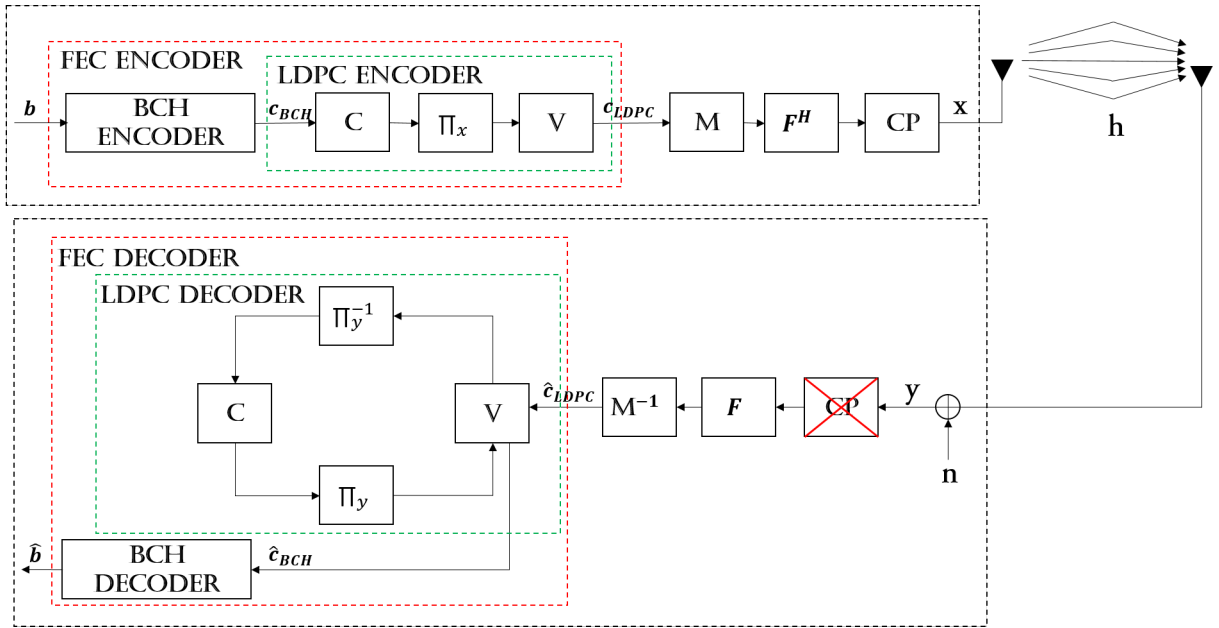 FEC ENCODER
LDPC ENCODER
b
BCH
ENCODER
c_BCH
C
Π_x
V
c_LDPC
M
F^H
CP
x
h
FEC DECODER
LDPC DECODER
Π_y^−1
C
V
Π_y
ĉ_LDPC
M^−1
F
CP
y
n
b̂
BCH
DECODER
ĉ_BCH